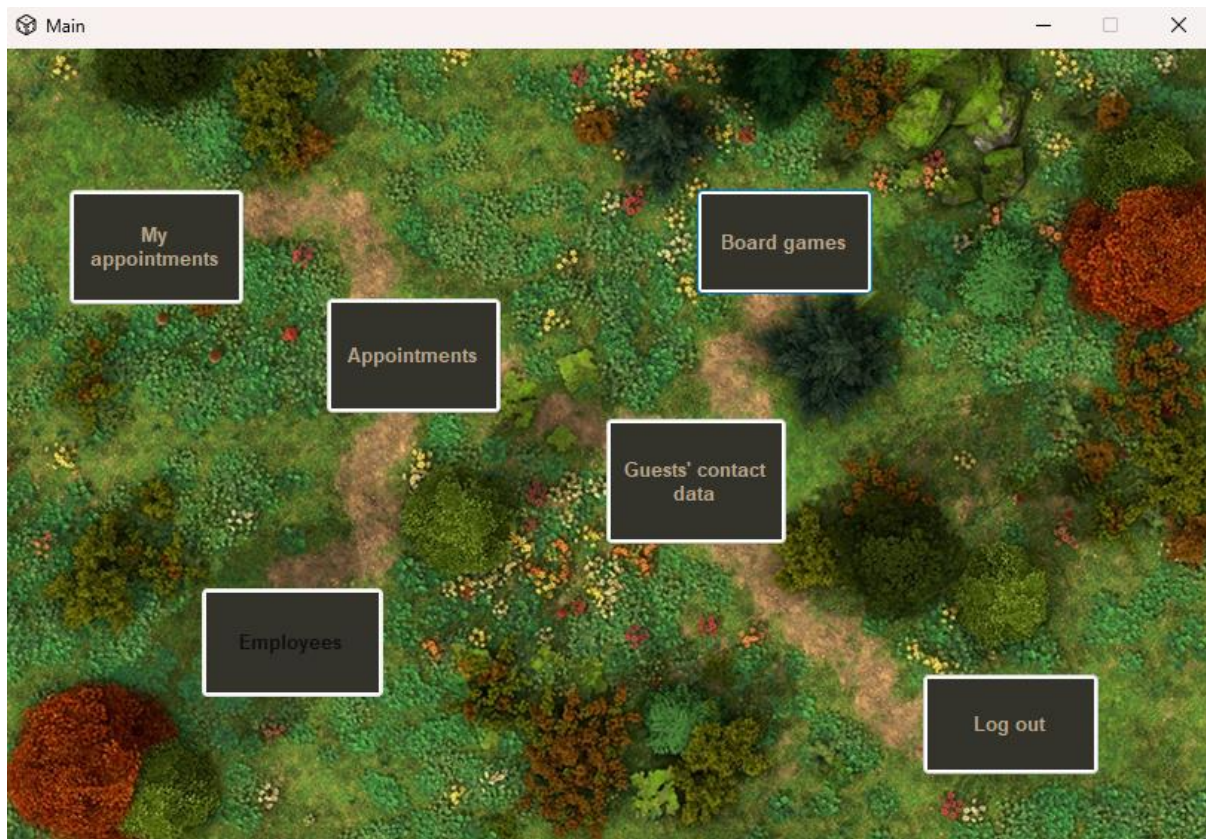 Main
My
appointments
Board games
Appointments
Guests' contact
data
Employees
Log out